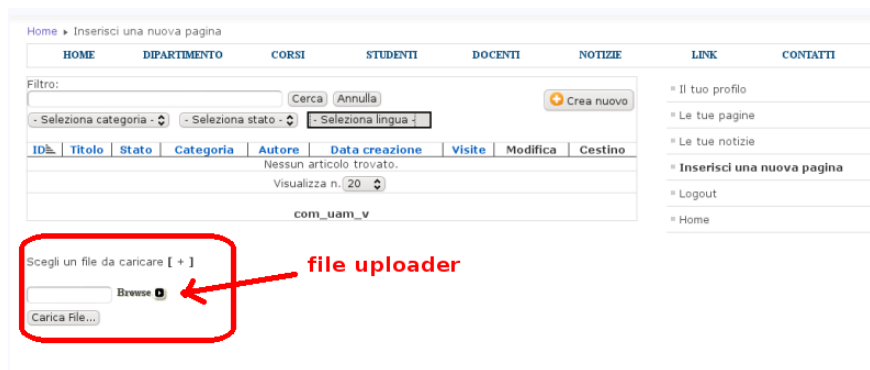 Home ▸ Inserisci una nuova pagina
HOME DIPARTIMENTO CORSI STUDENTI DOCENTI NOTIZIE LINK CONTATTI
Filtro:
Cerca Annulla
Crea nuovo
- Seleziona categoria - - Seleziona stato - - Seleziona lingua -
ID Titolo Stato Categoria Autore Data creazione Visite Modifica Cestino
Nessun articolo trovato.
Visualizza n. 20
com_uam_v
Il tuo profilo
Le tue pagine
Le tue notizie
Inserisci una nuova pagina
Logout
Home
Scegli un file da caricare [ + ]
Browse
Carica File...
file uploader